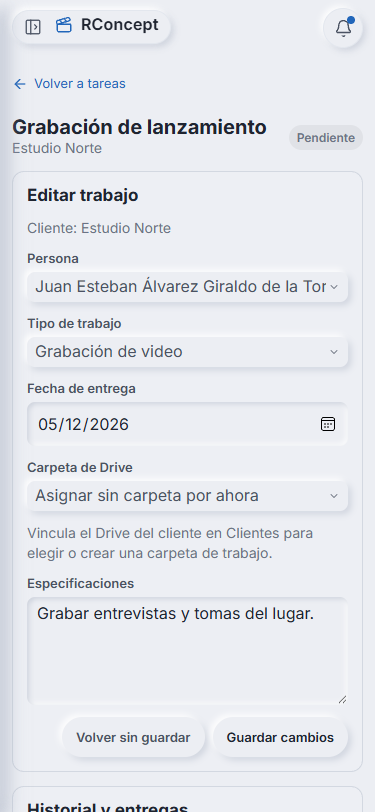 RConcept
Volver a tareas
Grabación de lanzamiento
Estudio Norte
Pendiente
Editar trabajo
Cliente: Estudio Norte
Persona
Juan Esteban Álvarez Giraldo de la Tor
Tipo de trabajo
Grabación de video
Fecha de entrega
05/12/2026
Carpeta de Drive
Asignar sin carpeta por ahora
Vincula el Drive del cliente en Clientes para
elegir o crear una carpeta de trabajo.
Especificaciones
Grabar entrevistas y tomas del lugar.
Volver sin guardar
Guardar cambios
Historial y entregas